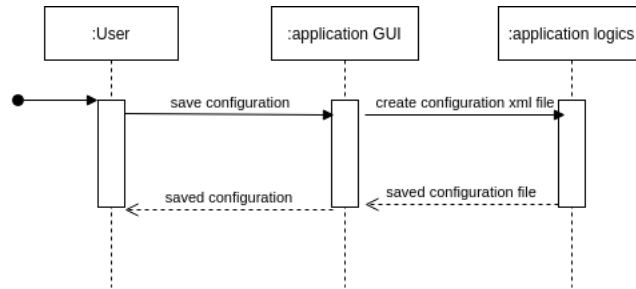 :User
:application GUI
:application logics
save configuration
create configuration xml file
saved configuration
saved configuration file